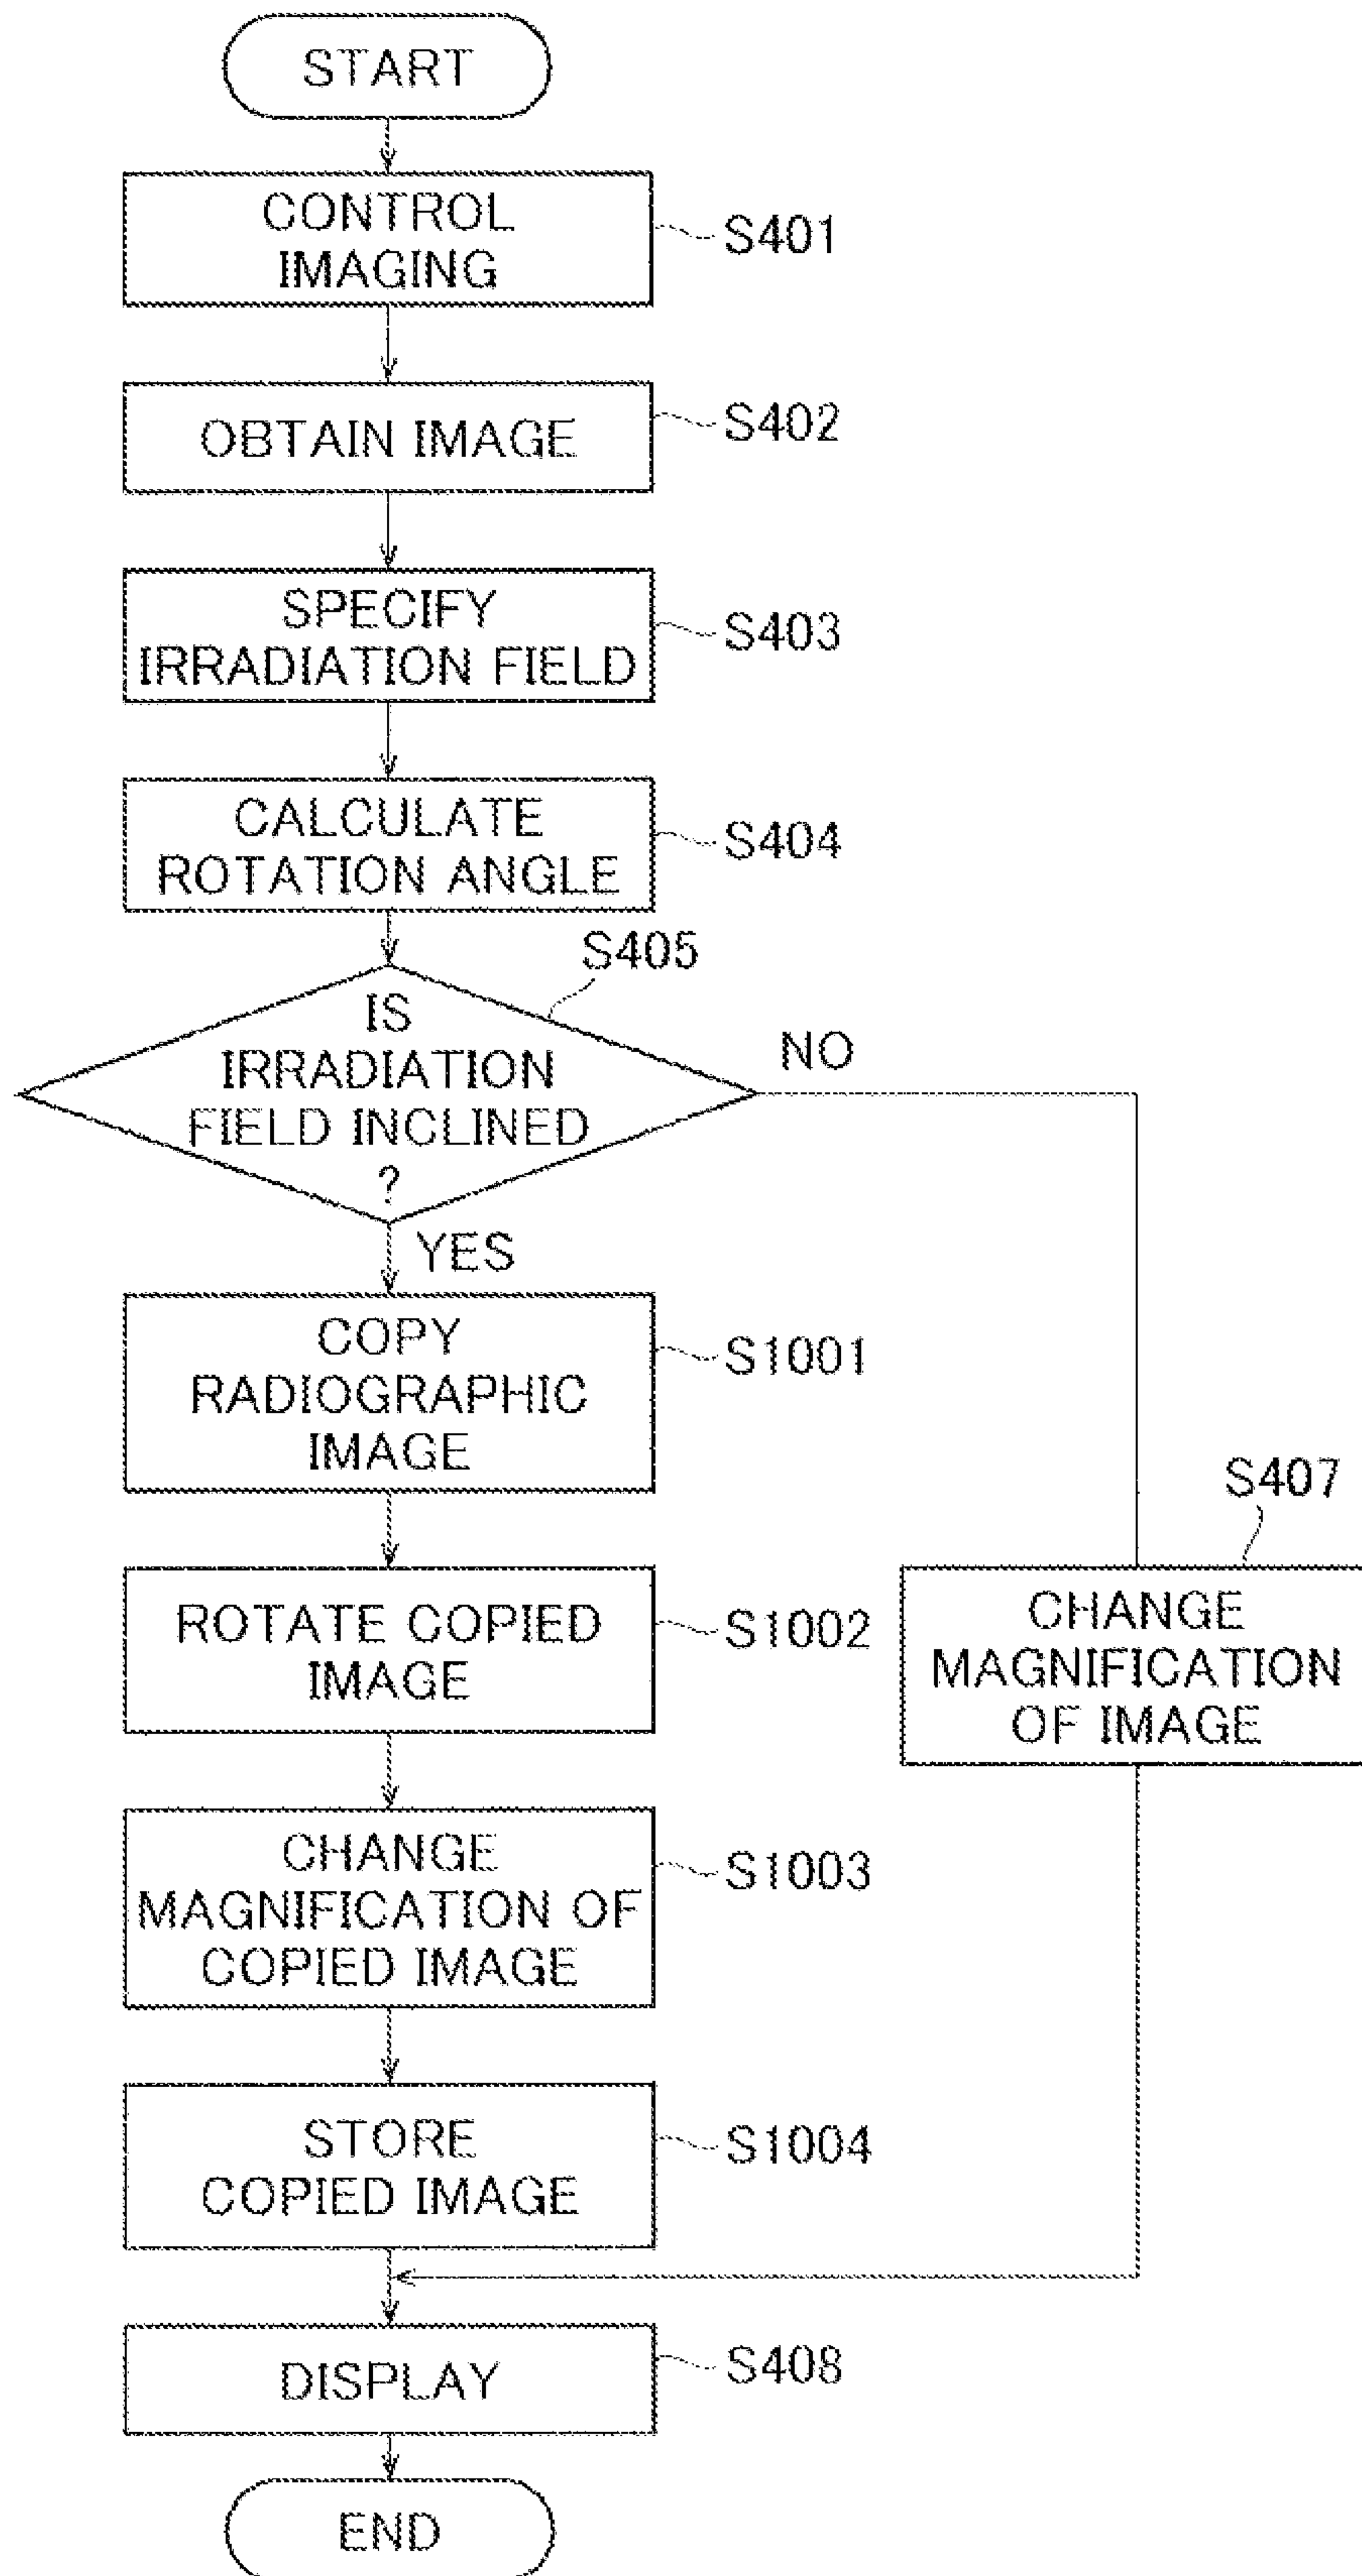 START
CONTROL
IMAGING
S401
OBTAIN IMAGE
S402
SPECIFY
IRRADIATION FIELD
S403
CALCULATE
ROTATION ANGLE
S404
S405
IS
IRRADIATION
FIELD INCLINED
?
NO
YES
COPY
RADIOGRAPHIC
IMAGE
S1001
S407
CHANGE
MAGNIFICATION
OF IMAGE
ROTATE COPIED
IMAGE
S1002
CHANGE
MAGNIFICATION OF
COPIED IMAGE
S1003
STORE
COPIED IMAGE
S1004
DISPLAY
S408
END